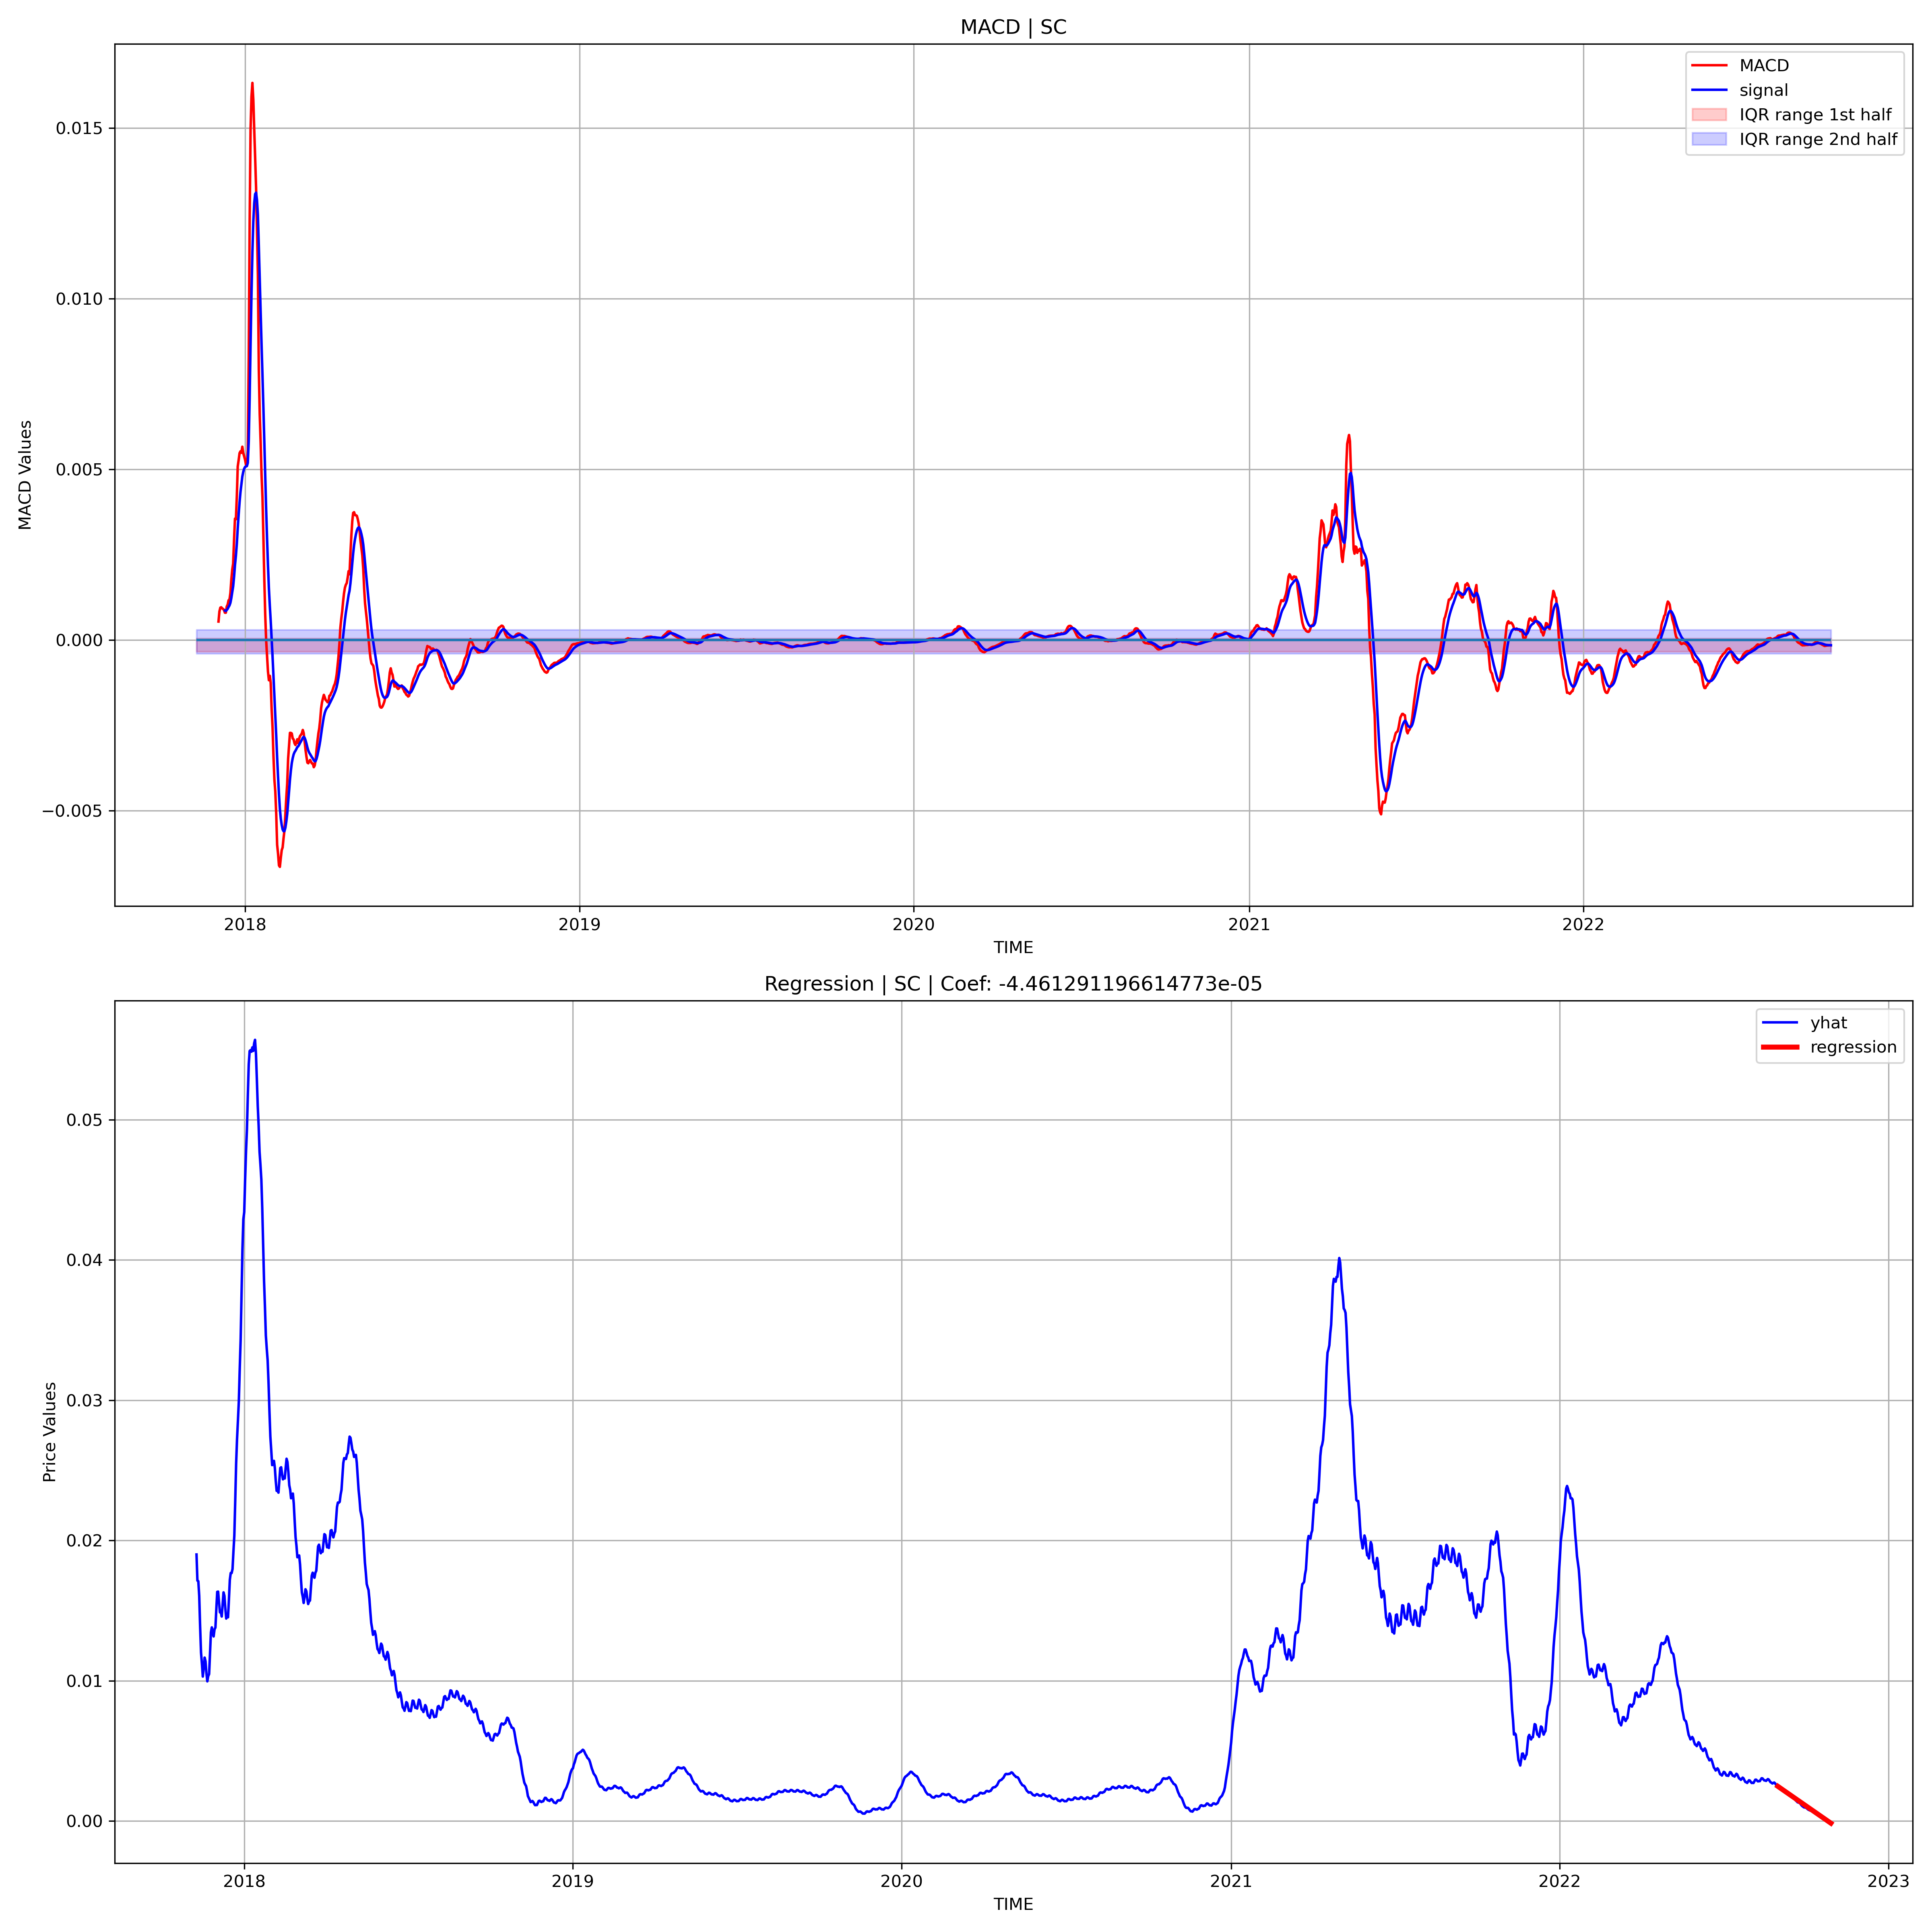 MACD | SC
MACD
signal
IQR range 1st half
IQR range 2nd half
0.015
0.010
0.005
0.000
−0.005
MACD Values
2018 2019 2020 2021 2022
TIME
Regression | SC | Coef: -4.461291196614773e-05
yhat
regression
0.05
0.04
0.03
0.02
0.01
0.00
Price Values
2018 2019 2020 2021 2022 2023
TIME